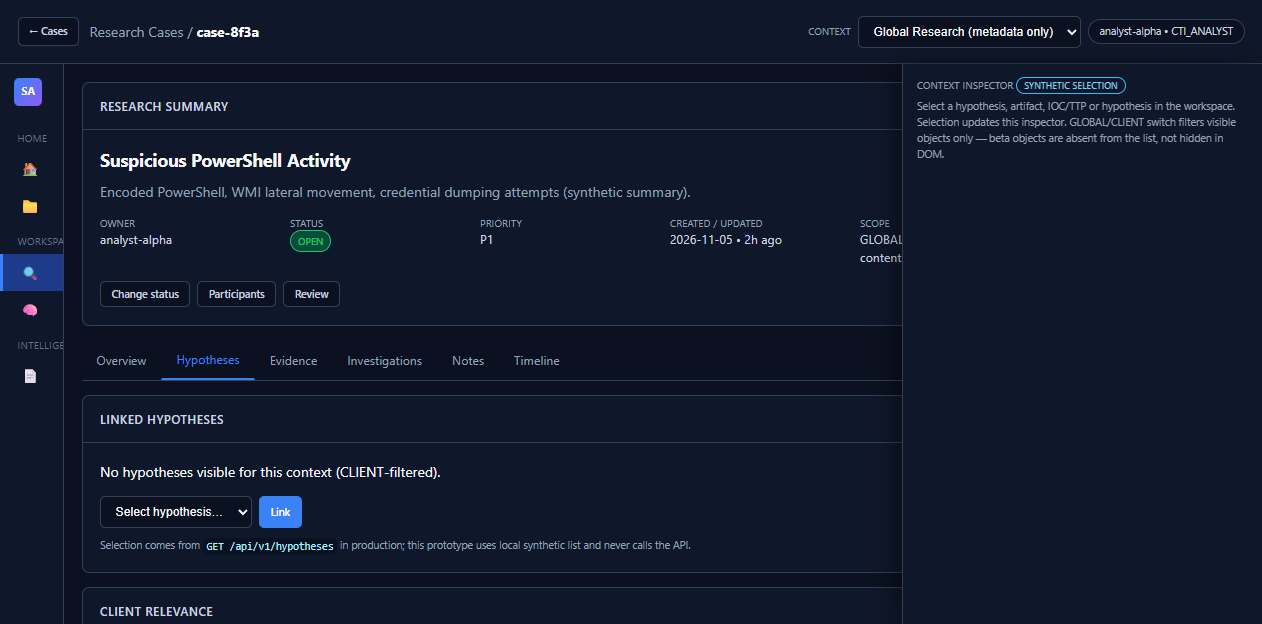 ← Cases
Research Cases / case-8f3a
CONTEXT
Global Research (metadata only)
analyst-alpha • CTI_ANALYST
SA
HOME
WORKSPA
INTELLIGE
RESEARCH SUMMARY
Suspicious PowerShell Activity
Encoded PowerShell, WMI lateral movement, credential dumping attempts (synthetic summary).
OWNER
analyst-alpha
STATUS
OPEN
PRIORITY
P1
CREATED / UPDATED
2026-11-05 • 2h ago
SCOPE
GLOBAL
content
Change status
Participants
Review
Overview
Hypotheses
Evidence
Investigations
Notes
Timeline
LINKED HYPOTHESES
No hypotheses visible for this context (CLIENT-filtered).
Select hypothesis...
Link
Selection comes from GET /api/v1/hypotheses in production; this prototype uses local synthetic list and never calls the API.
CLIENT RELEVANCE
CONTEXT INSPECTOR SYNTHETIC SELECTION
Select a hypothesis, artifact, IOC/TTP or hypothesis in the workspace.
Selection updates this inspector. GLOBAL/CLIENT switch filters visible
objects only — beta objects are absent from the list, not hidden in
DOM.